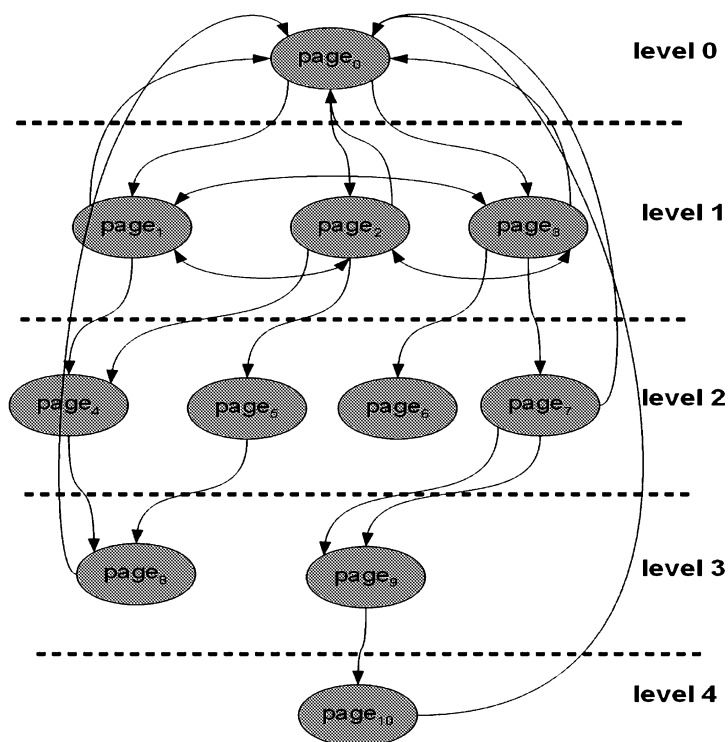 page₀
level 0
page₁
page₂
page₃
level 1
page₄
page₅
page₆
page₇
level 2
page₈
page₉
level 3
page₁₀
level 4